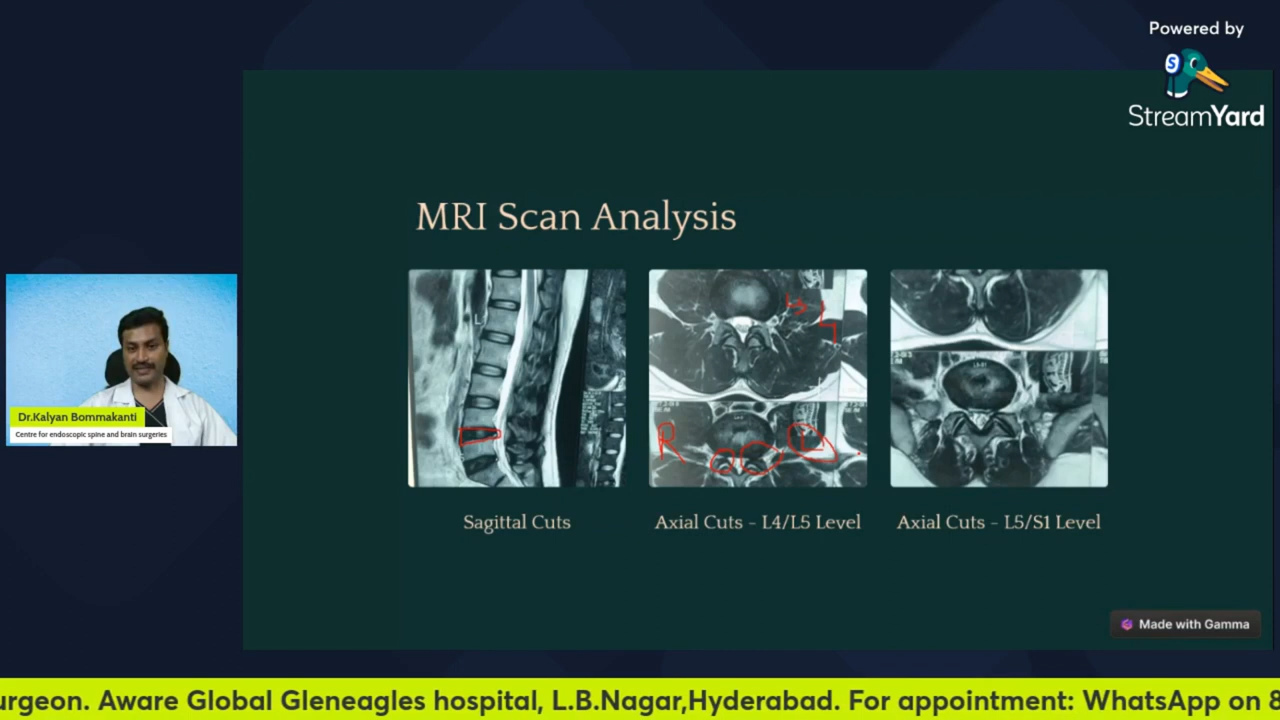 Powered by
StreamYard
MRI Scan Analysis
L
R
L
Sagittal Cuts
Axial Cuts - L4/L5 Level
Axial Cuts - L5/S1 Level
Dr.Kalyan Bommakanti
Centre for endoscopic spine and brain surgeries
Made with Gamma
urgeon. Aware Global Gleneagles hospital, L.B.Nagar,Hyderabad. For appointment: WhatsApp on 8